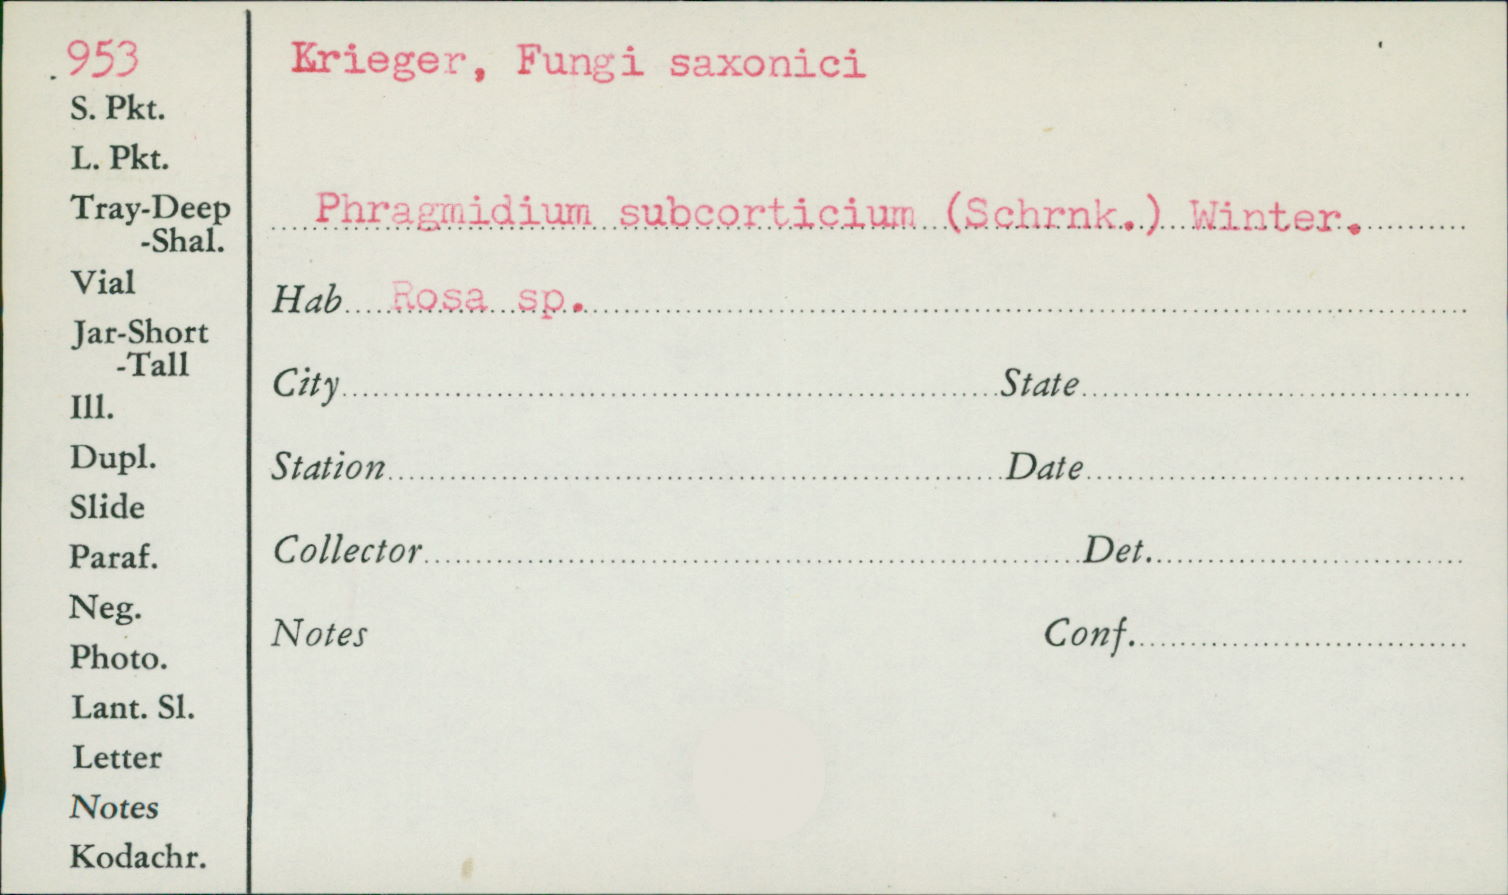 953
S. Pkt.
L. Pkt.
Tray-Deep
-Shal.
Vial
Jar-Short
-Tall
Ill.
Dupl.
Slide
Paraf.
Neg.
Photo.
Lant. Sl.
Letter
Notes
Kodachr.
Krieger, Fungi saxonici
Phragmidium subcorticium (Schrnk.) Winter.
Hab Rosa sp.
City State
Station Date
Collector Det.
Notes Conf.